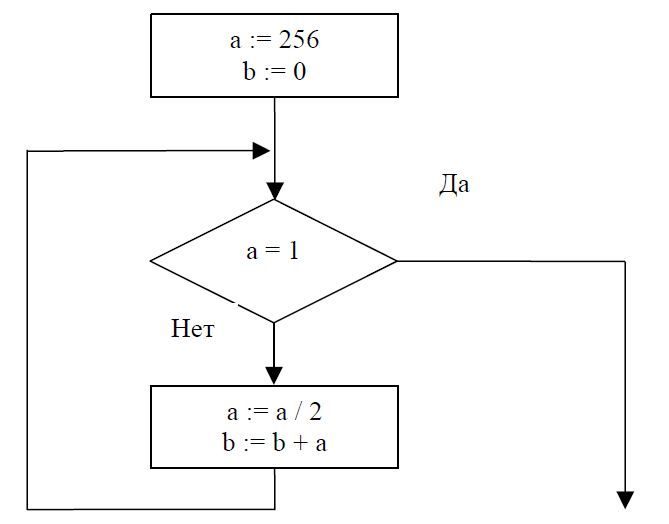 a := 256
b := 0
Да
a = 1
Нет
a := a / 2
b := b + a